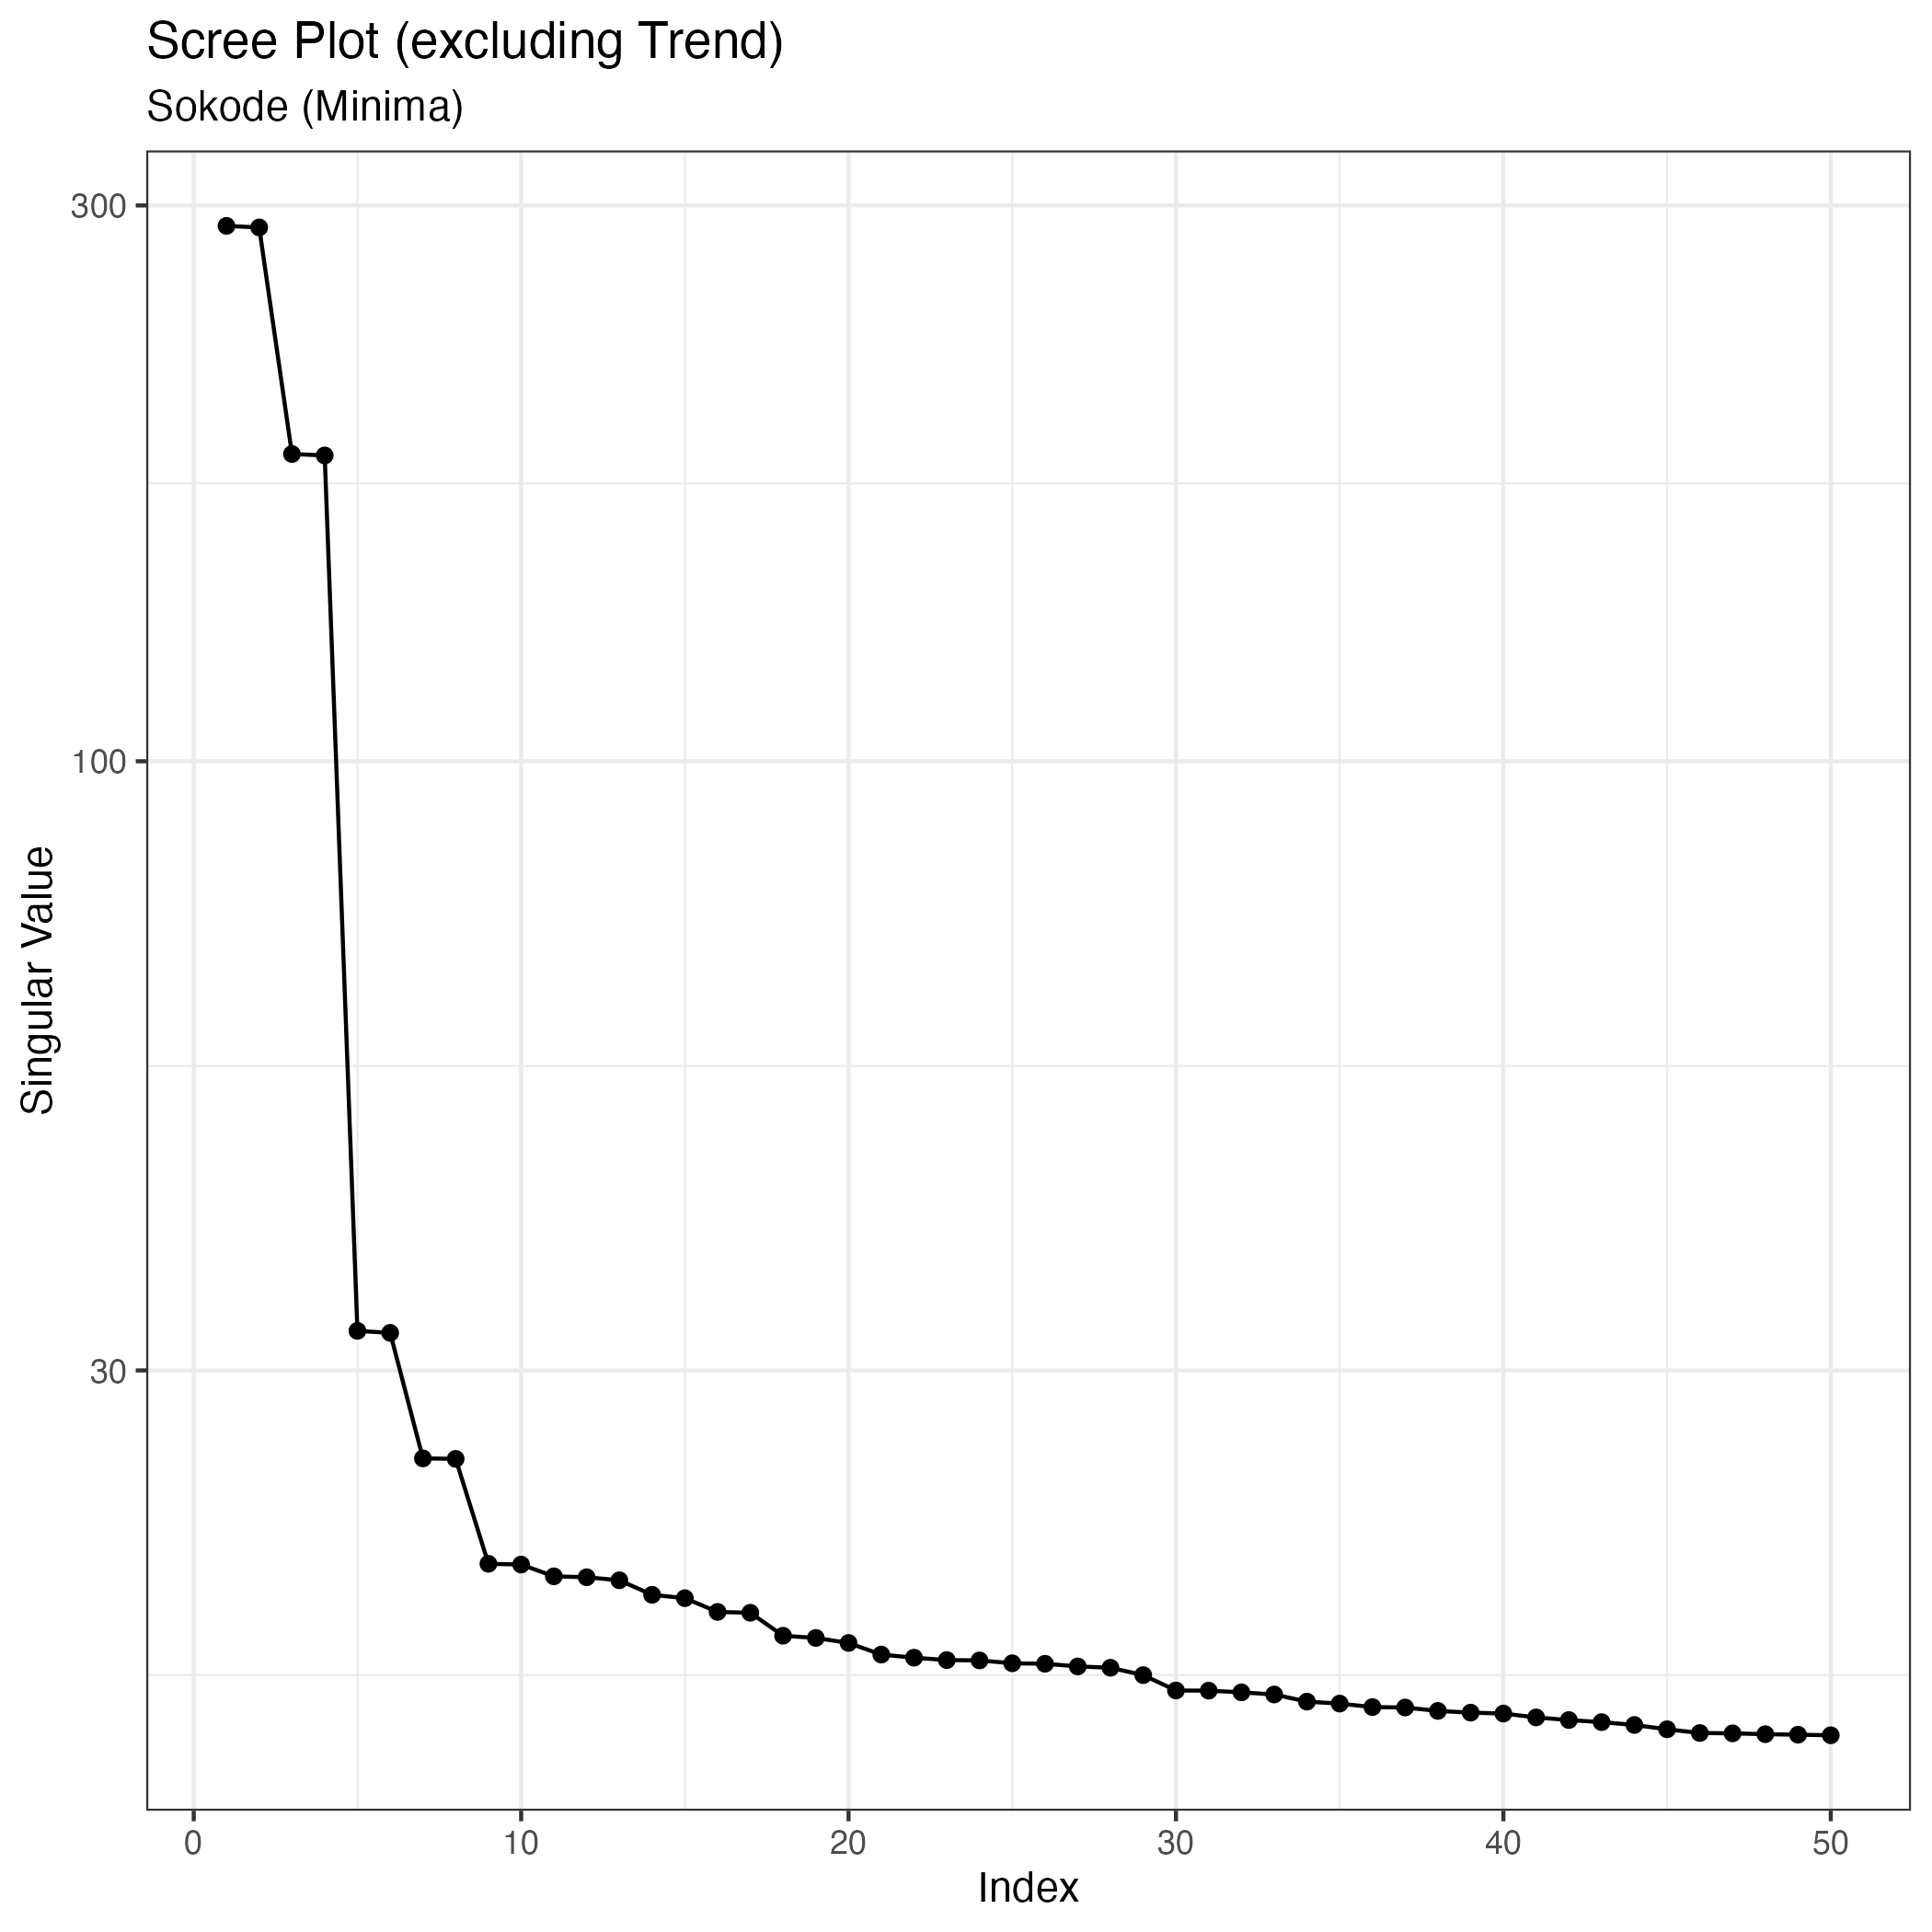 Scree Plot (excluding Trend)
Sokode (Minima)
300
100
30
Singular Value
0 10 20 30 40 50
Index